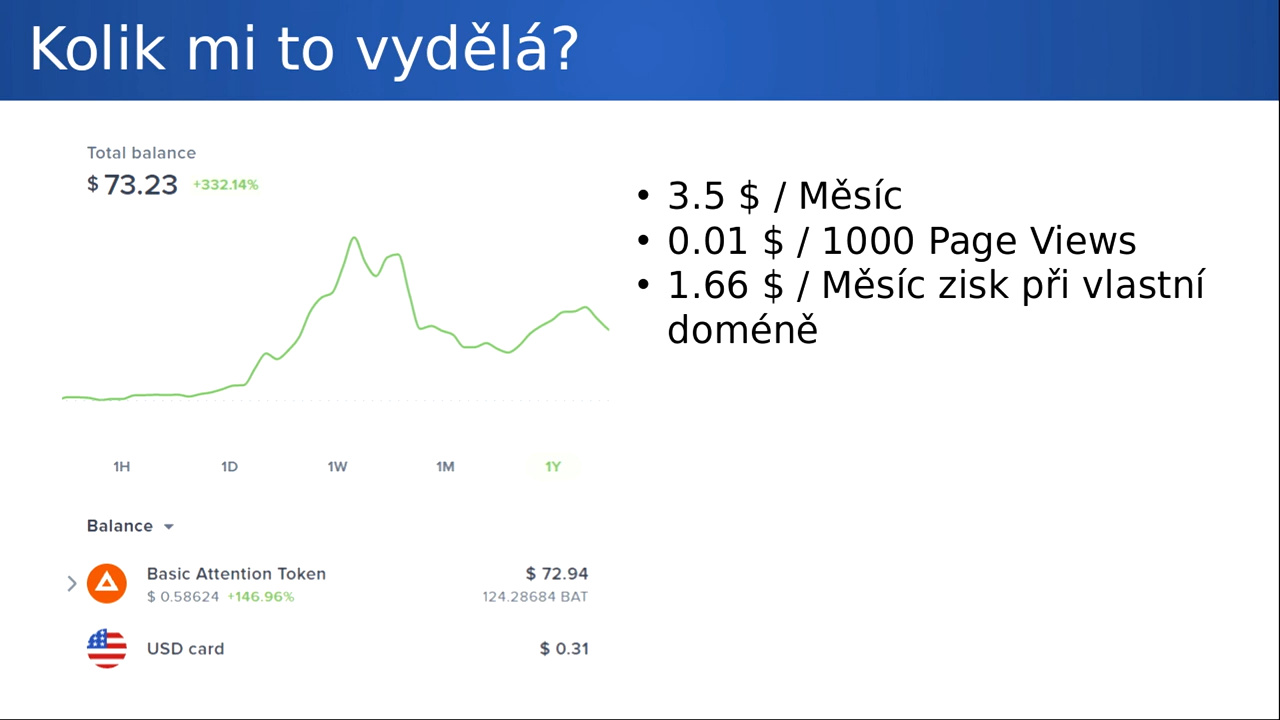 Kolik mi to vydělá?
Total balance
$ 73.23 +332.14%
• 3.5 $ / Měsíc
• 0.01 $ / 1000 Page Views
• 1.66 $ / Měsíc zisk při vlastní
doméně
1H 1D 1W 1M 1Y
Balance
Basic Attention Token $ 72.94
$ 0.58624 +146.96% 124.28684 BAT
USD card $ 0.31